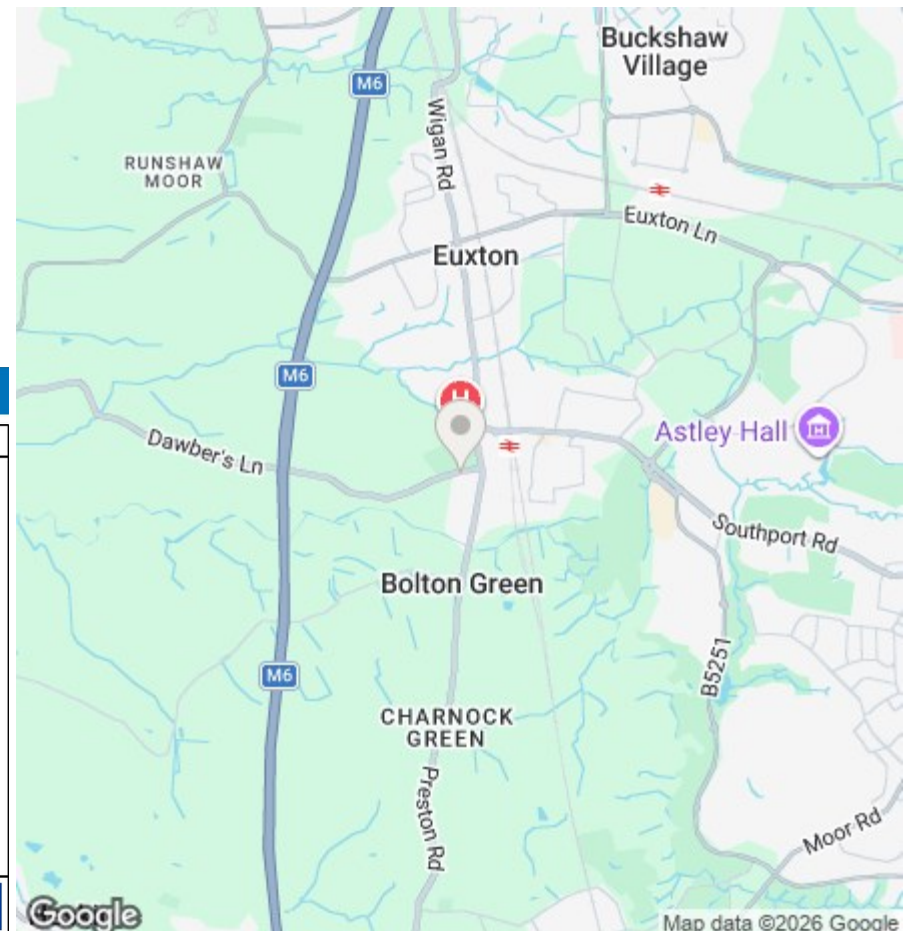 Buckshaw
Village
M6
Wigan Rd
RUNSHAW
MOOR
Euxton Ln
Euxton
M6
H
Astley Hall
Dawber's Ln
Southport Rd
Bolton Green
B5251
M6
CHARNOCK
GREEN
Preston Rd
Moor Rd
Google
Map data ©2026 Google